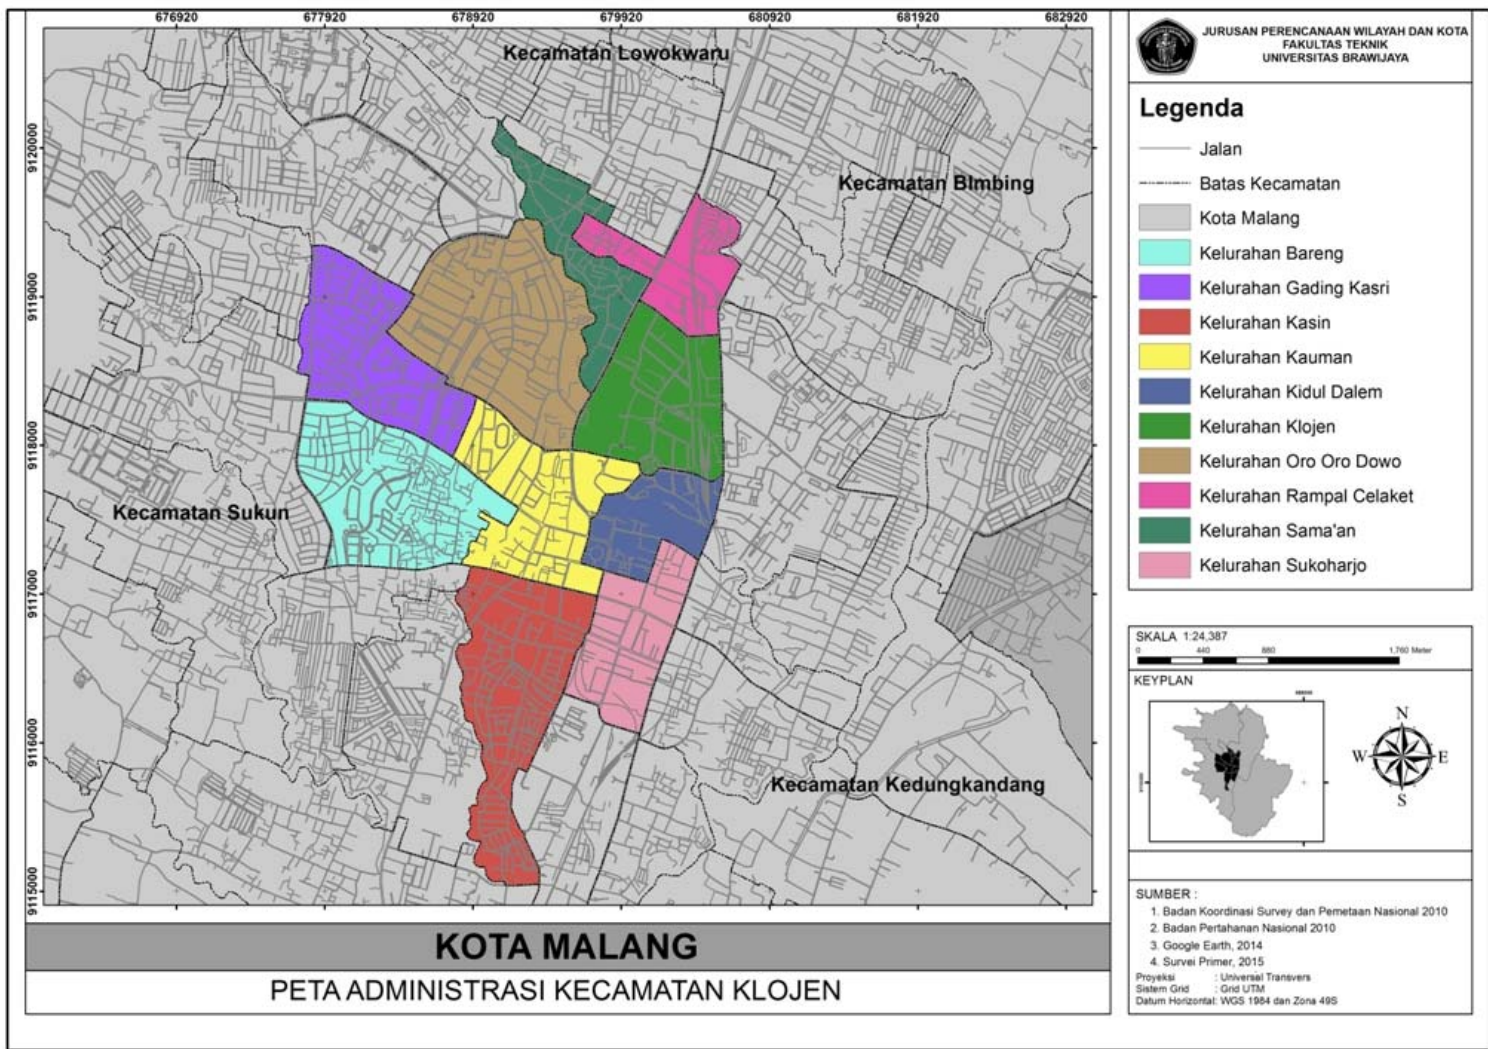 676920 677920 678920 679920 680920 681920 682920
9120000
9119000
9118000
9117000
9116000
9115000
Kecamatan Lowokwaru
Kecamatan BImbing
Kecamatan Sukun
Kecamatan Kedungkandang
KOTA MALANG
PETA ADMINISTRASI KECAMATAN KLOJEN
JURUSAN PERENCANAAN WILAYAH DAN KOTA
FAKULTAS TEKNIK
UNIVERSITAS BRAWIJAYA
Legenda
Jalan
Batas Kecamatan
Kota Malang
Kelurahan Bareng
Kelurahan Gading Kasri
Kelurahan Kasin
Kelurahan Kauman
Kelurahan Kidul Dalem
Kelurahan Klojen
Kelurahan Oro Oro Dowo
Kelurahan Rampal Celaket
Kelurahan Sama'an
Kelurahan Sukoharjo
SKALA 1:24,387
0 440 880 1,760 Meter
KEYPLAN
N
W E
S
SUMBER :
1. Badan Koordinasi Survey dan Pemetaan Nasional 2010
2. Badan Pertahanan Nasional 2010
3. Google Earth, 2014
4. Survei Primer, 2015
Proyeksi : Universal Transvers
Sistem Grid : Grid UTM
Datum Horizontal: WGS 1984 dan Zona 49S